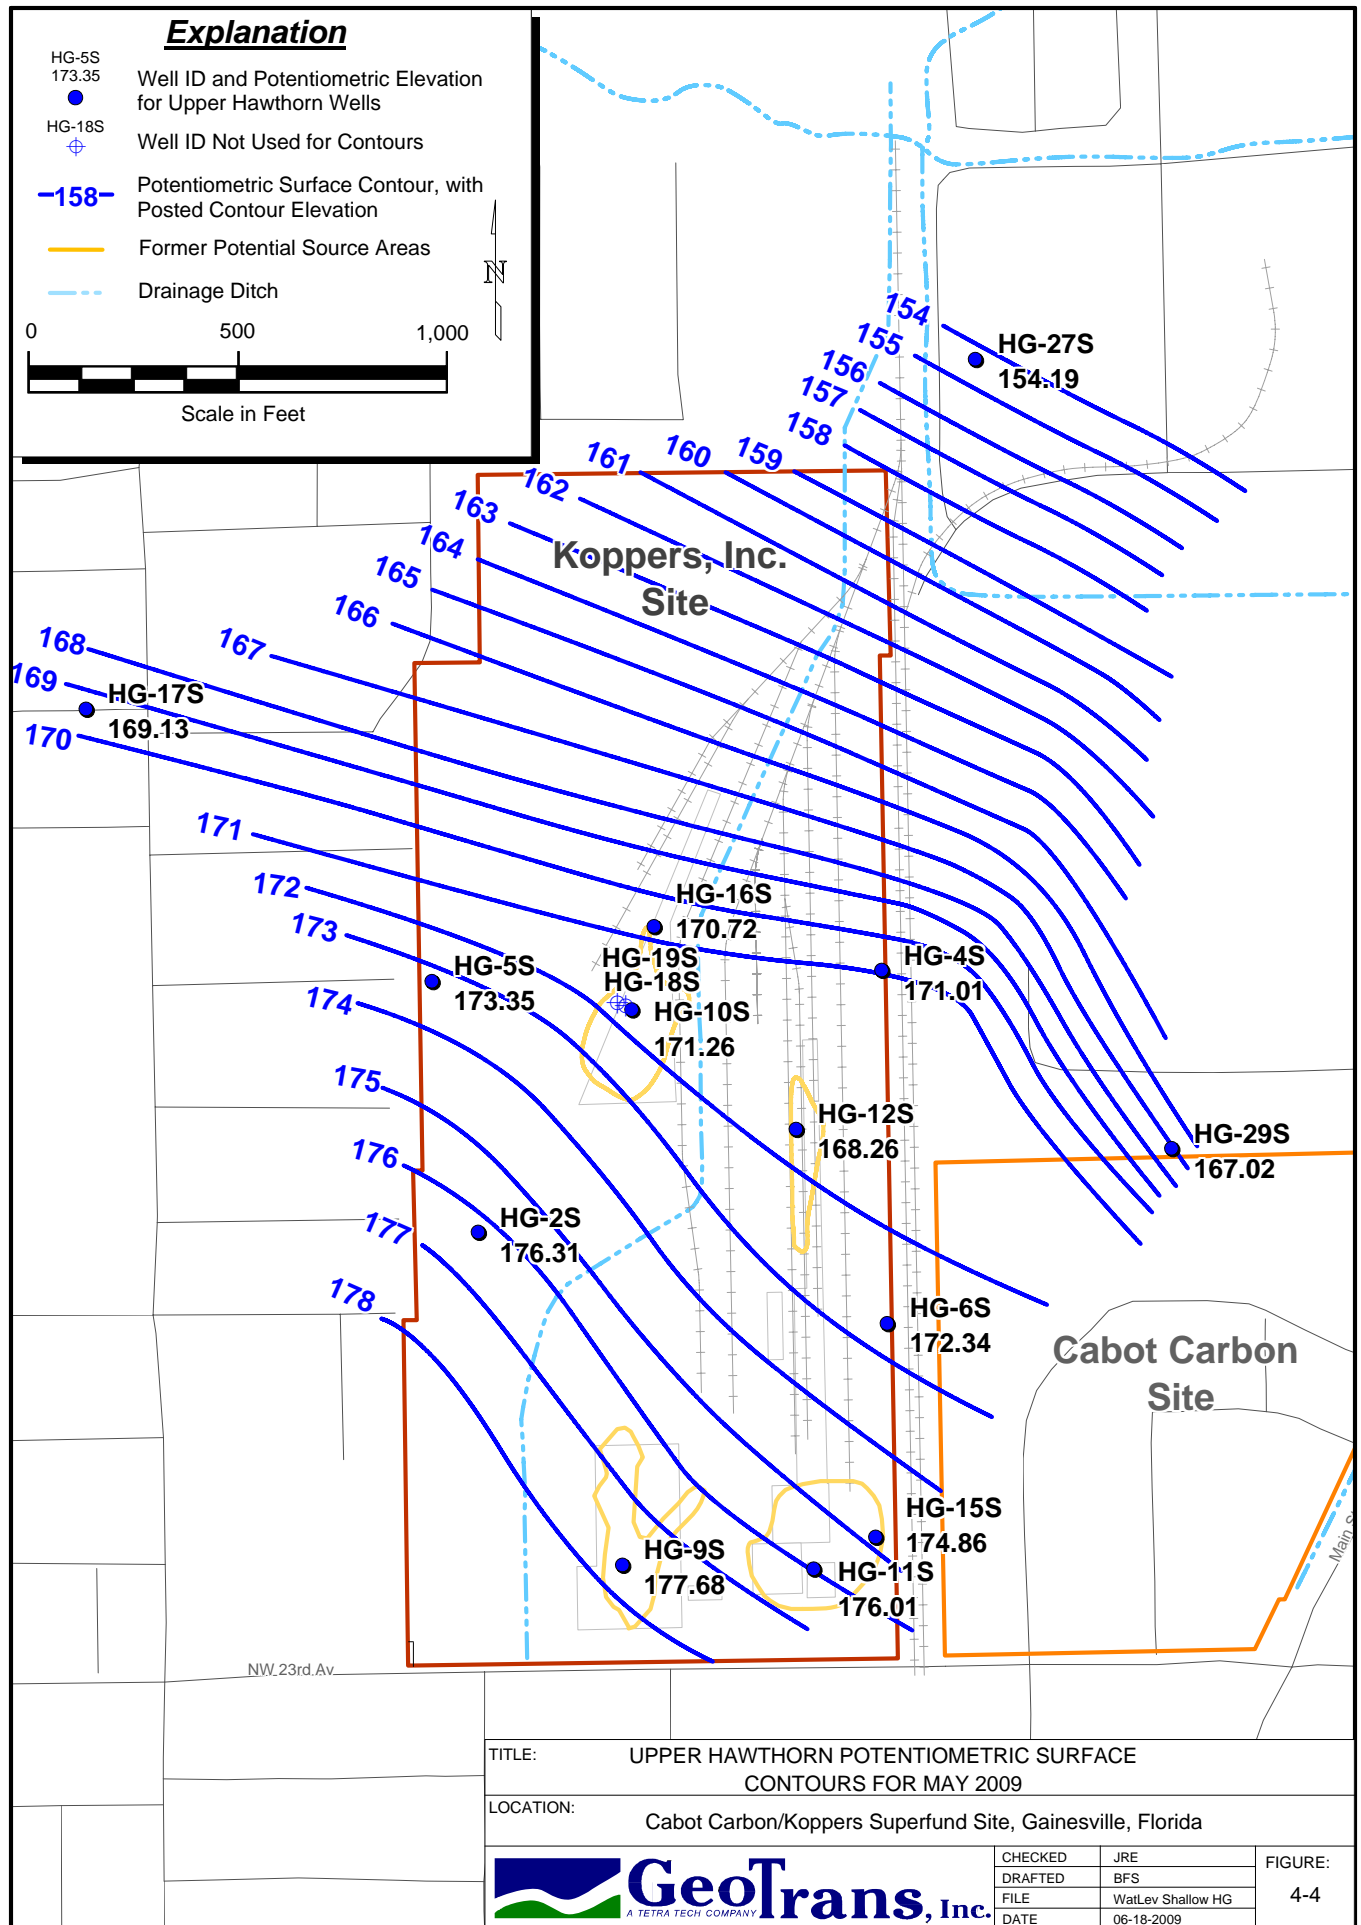 Explanation
HG-5S
173.35
Well ID and Potentiometric Elevation
for Upper Hawthorn Wells
HG-18S
Well ID Not Used for Contours
158
Potentiometric Surface Contour, with
Posted Contour Elevation
Former Potential Source Areas
N
Drainage Ditch
0 500 1,000
Scale in Feet
154
155
156
157
158
159
160
161
162
163
164
165
166
167
168
169
170
171
172
173
174
175
176
177
178
HG-27S
154.19
Koppers, Inc.
Site
HG-17S
169.13
HG-16S
170.72
HG-19S
HG-18S
HG-10S
171.26
HG-5S
173.35
HG-4S
171.01
HG-12S
168.26
HG-29S
167.02
HG-2S
176.31
HG-6S
172.34
Cabot Carbon
Site
HG-15S
174.86
HG-9S
177.68
HG-11S
176.01
Main S
NW 23rd Av
TITLE:
UPPER HAWTHORN POTENTIOMETRIC SURFACE
CONTOURS FOR MAY 2009
LOCATION:
Cabot Carbon/Koppers Superfund Site, Gainesville, Florida
GeoTrans, Inc.
A TETRA TECH COMPANY
CHECKED JRE
DRAFTED BFS
FILE WatLev Shallow HG
DATE 06-18-2009
FIGURE:
4-4